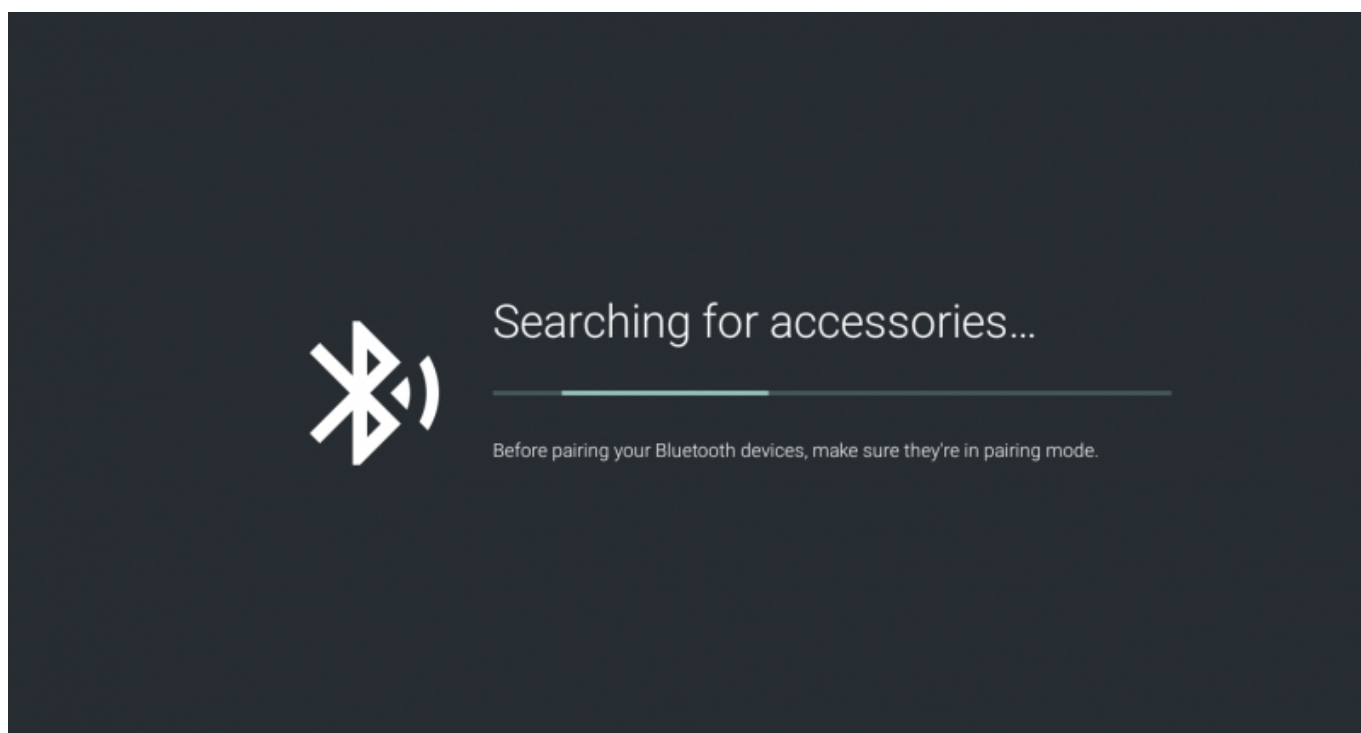 Searching for accessories...
Before pairing your Bluetooth devices, make sure they're in pairing mode.